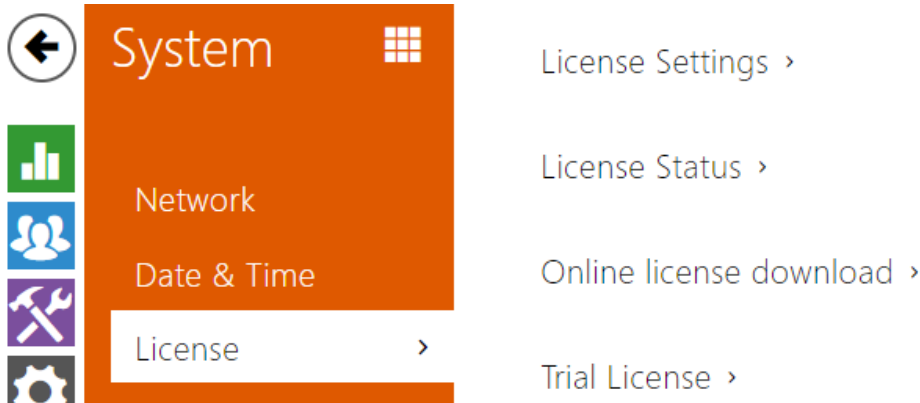 System
Network
Date & Time
License
License Settings
License Status
Online license download
Trial License